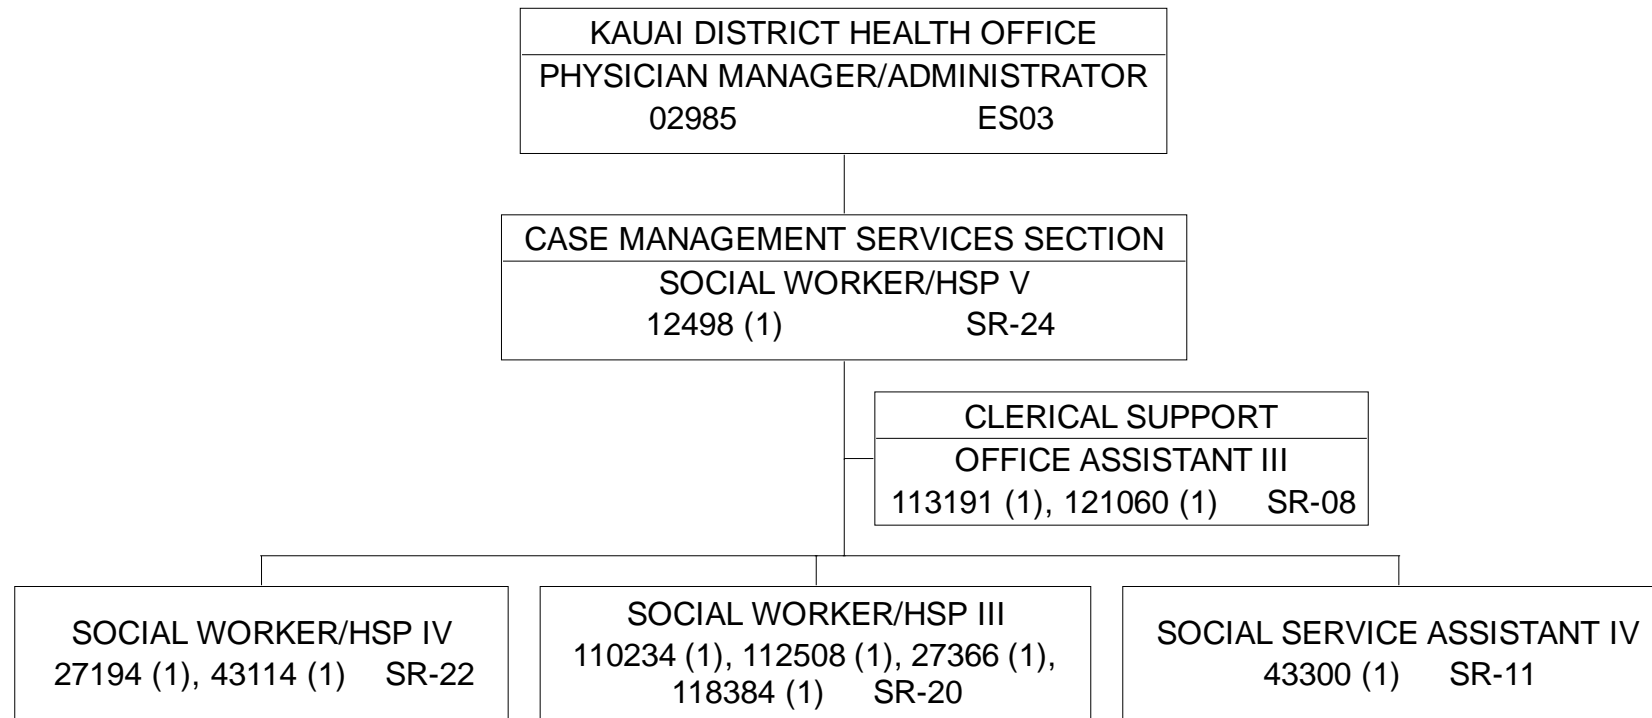 KAUAI DISTRICT HEALTH OFFICE
PHYSICIAN MANAGER/ADMINISTRATOR
02985 ES03
CASE MANAGEMENT SERVICES SECTION
SOCIAL WORKER/HSP V
12498 (1) SR-24
CLERICAL SUPPORT
OFFICE ASSISTANT III
113191 (1), 121060 (1) SR-08
SOCIAL WORKER/HSP IV
27194 (1), 43114 (1) SR-22
SOCIAL WORKER/HSP III
110234 (1), 112508 (1), 27366 (1),
118384 (1) SR-20
SOCIAL SERVICE ASSISTANT IV
43300 (1) SR-11